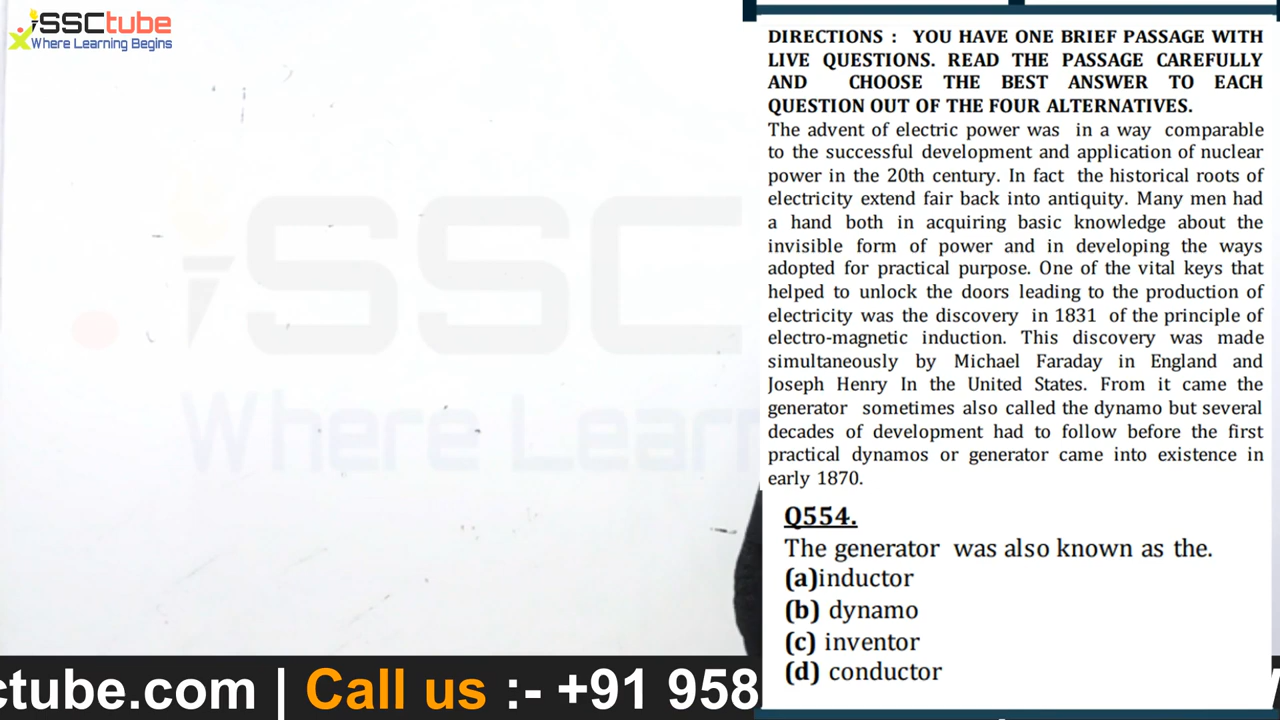 iSSCtube
Where Learning Begins
DIRECTIONS : YOU HAVE ONE BRIEF PASSAGE WITH
LIVE QUESTIONS. READ THE PASSAGE CAREFULLY
AND CHOOSE THE BEST ANSWER TO EACH
QUESTION OUT OF THE FOUR ALTERNATIVES.
The advent of electric power was in a way comparable
to the successful development and application of nuclear
power in the 20th century. In fact the historical roots of
electricity extend fair back into antiquity. Many men had
a hand both in acquiring basic knowledge about the
invisible form of power and in developing the ways
adopted for practical purpose. One of the vital keys that
helped to unlock the doors leading to the production of
electricity was the discovery in 1831 of the principle of
electro-magnetic induction. This discovery was made
simultaneously by Michael Faraday in England and
Joseph Henry In the United States. From it came the
generator sometimes also called the dynamo but several
decades of development had to follow before the first
practical dynamos or generator came into existence in
early 1870.
Q554.
The generator was also known as the.
(a)inductor
(b) dynamo
(c) inventor
(d) conductor
iSSC
Where Learn
ctube.com | Call us :- +91 958